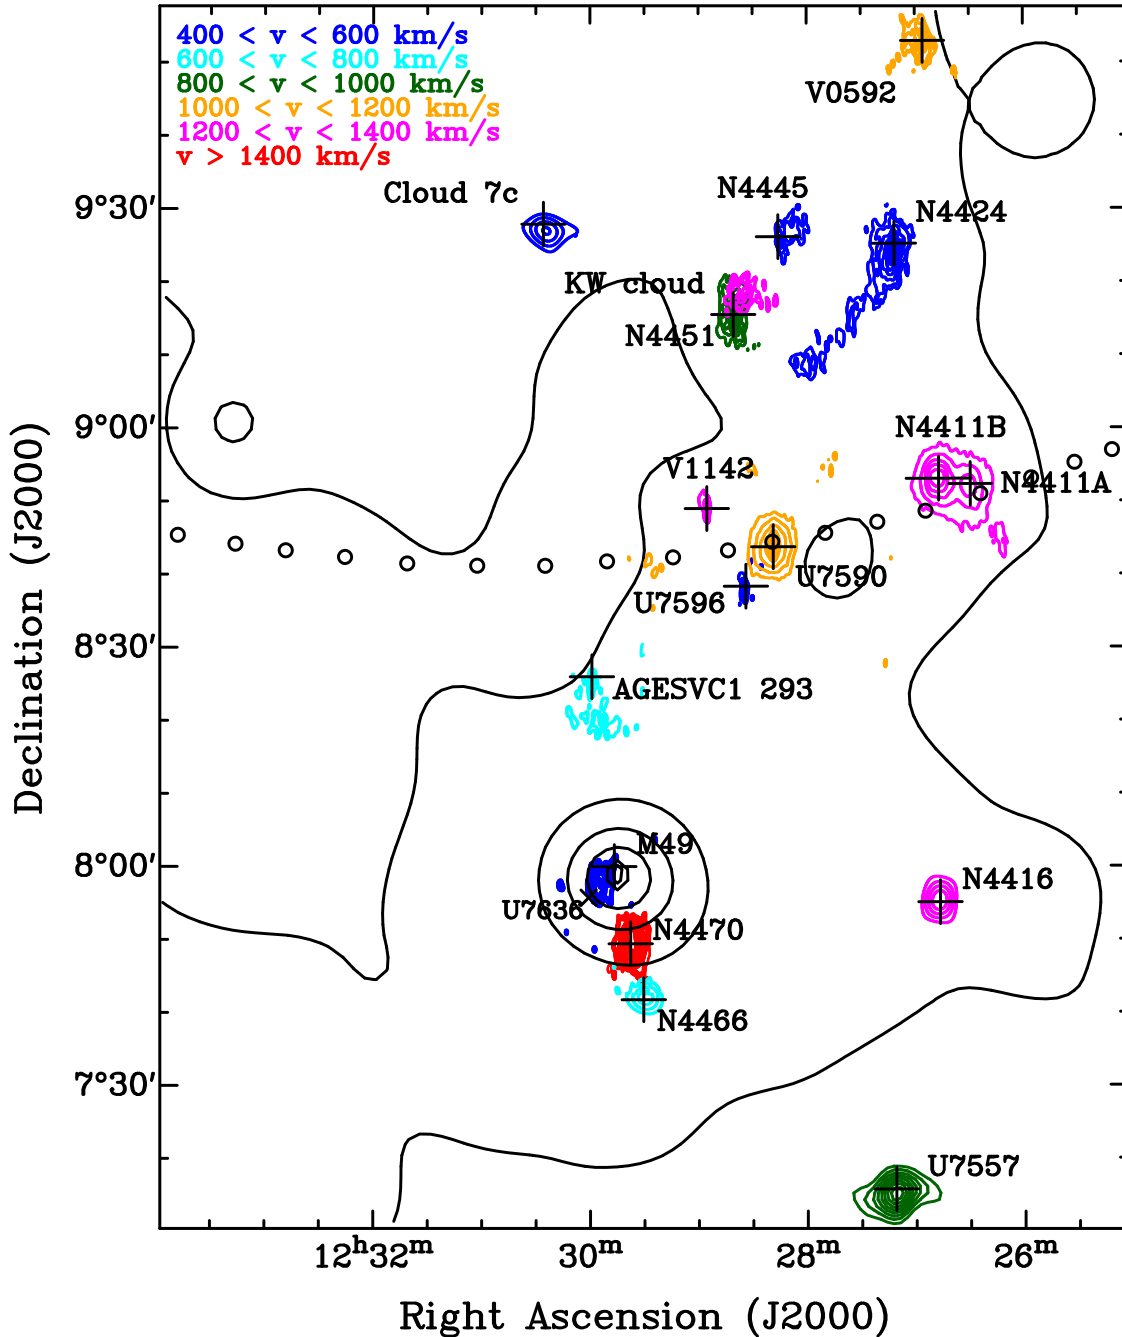 400 < v < 600 km/s
600 < v < 800 km/s
800 < v < 1000 km/s
1000 < v < 1200 km/s
1200 < v < 1400 km/s
v > 1400 km/s
V0592
Cloud 7c
N4445
N4424
9°30′
KW cloud
N4451
9°00′
N4411B
V1142
N4411A
U7590
U7596
8°30′
AGESVC1 293
M49
8°00′
N4416
U7636
N4470
N4466
7°30′
U7557
12ʰ32ᵐ
30ᵐ
28ᵐ
26ᵐ
Right Ascension (J2000)
Declination (J2000)